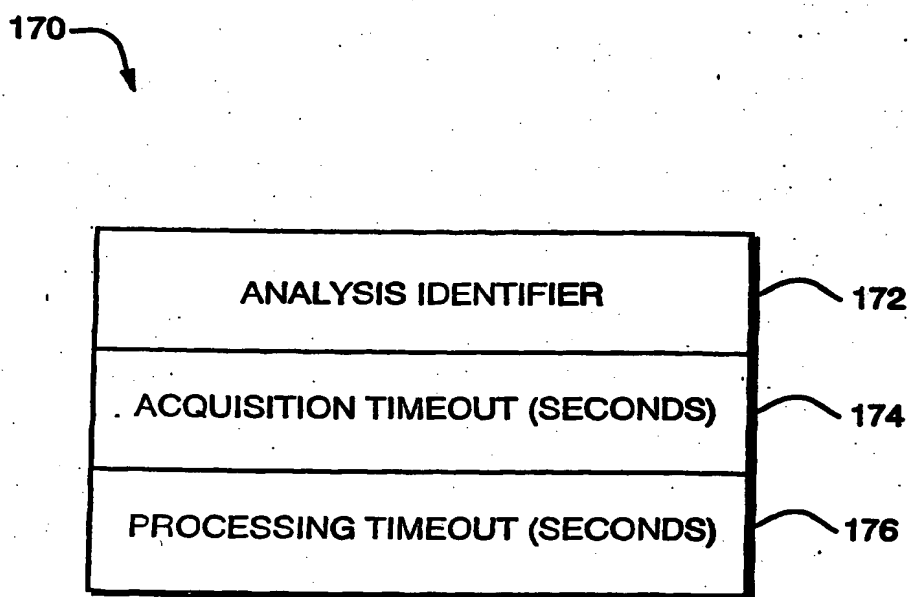 170
ANALYSIS IDENTIFIER
172
ACQUISITION TIMEOUT (SECONDS)
174
PROCESSING TIMEOUT (SECONDS)
176